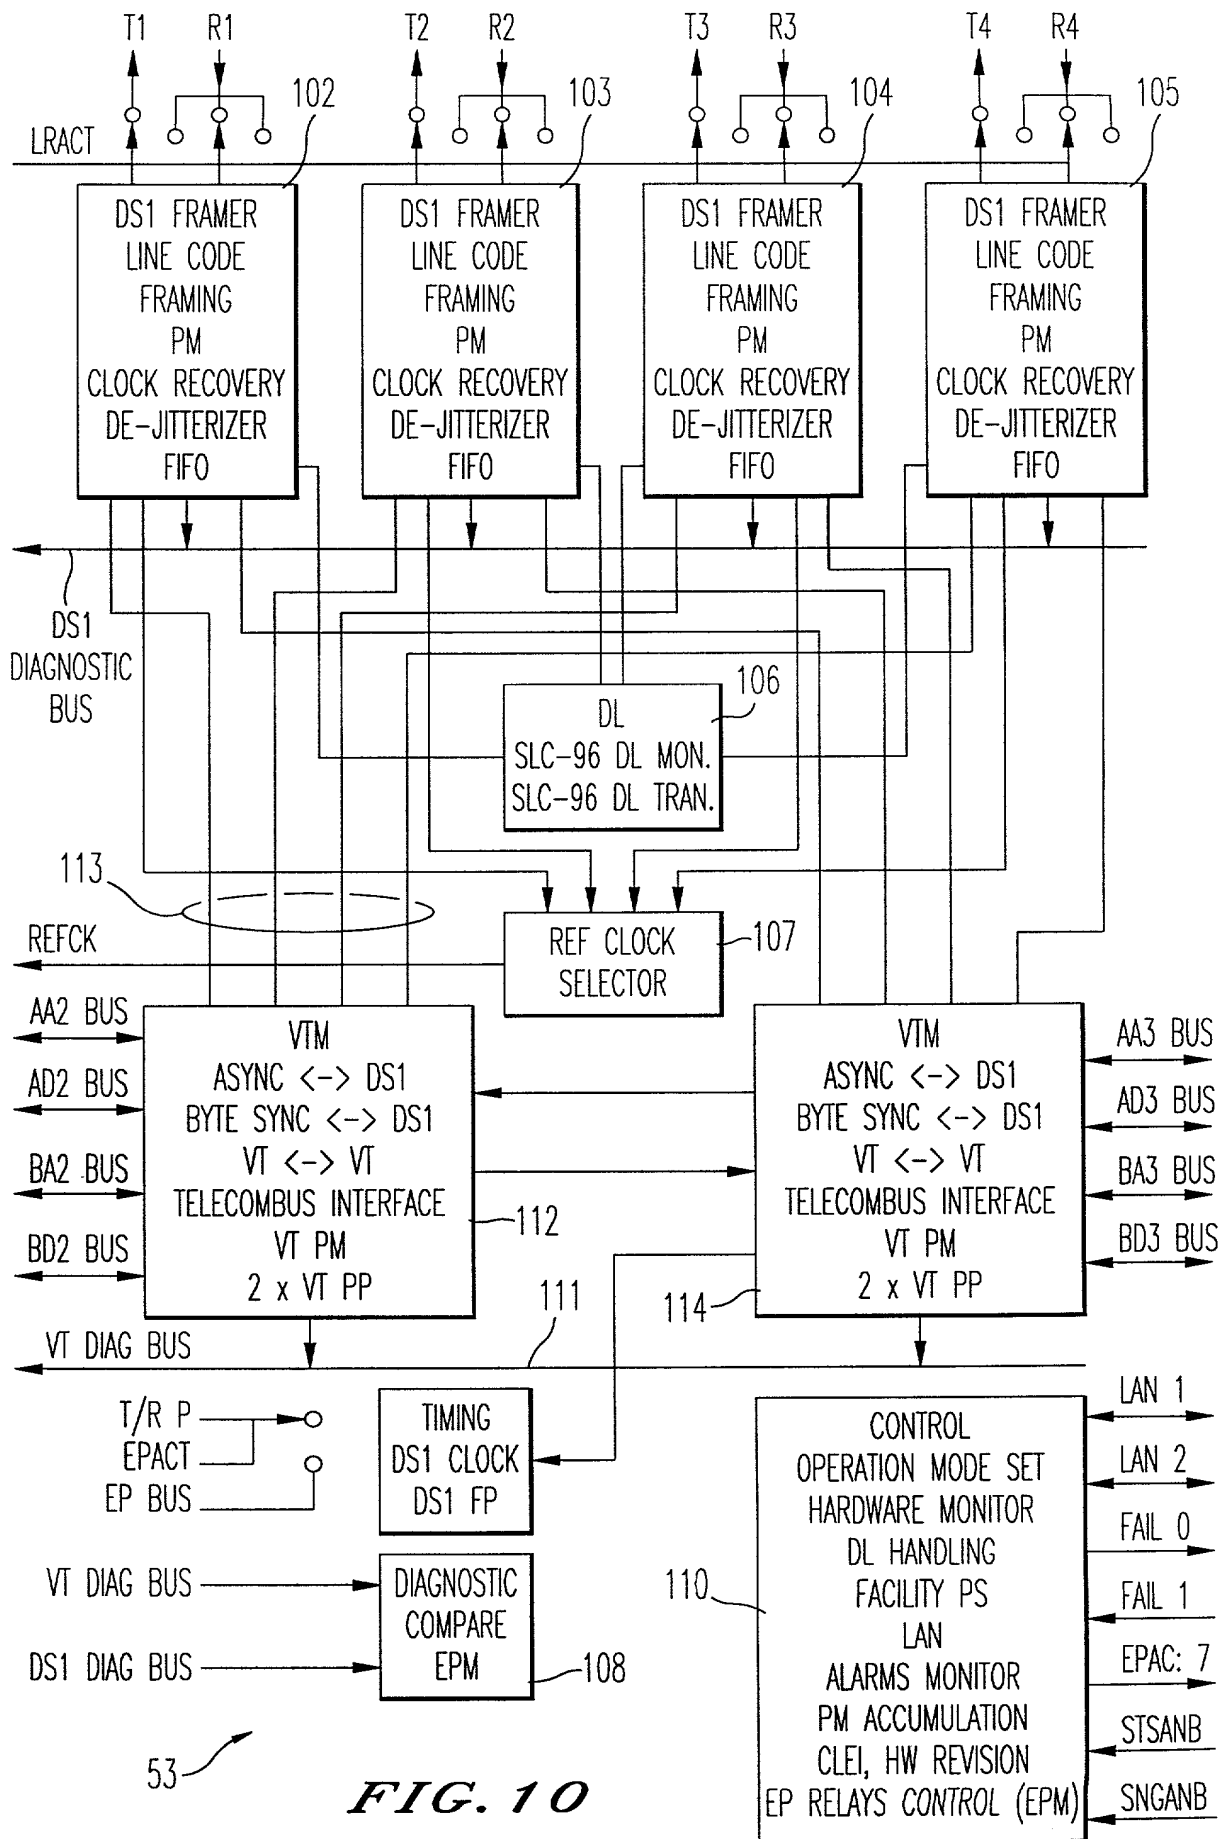 T1 R1 T2 R2 T3 R3 T4 R4
102 103 104 105
LRACT
DS1 FRAMER
LINE CODE
FRAMING
PM
CLOCK RECOVERY
DE-JITTERIZER
FIFO
DS1 FRAMER
LINE CODE
FRAMING
PM
CLOCK RECOVERY
DE-JITTERIZER
FIFO
DS1 FRAMER
LINE CODE
FRAMING
PM
CLOCK RECOVERY
DE-JITTERIZER
FIFO
DS1 FRAMER
LINE CODE
FRAMING
PM
CLOCK RECOVERY
DE-JITTERIZER
FIFO
DS1
DIAGNOSTIC
BUS
106
DL
SLC-96 DL MON.
SLC-96 DL TRAN.
113
REFCK
REF CLOCK
SELECTOR
107
AA2 BUS
AD2 BUS
BA2 BUS
BD2 BUS
VTM
ASYNC <-> DS1
BYTE SYNC <-> DS1
VT <-> VT
TELECOMBUS INTERFACE
VT PM
2 x VT PP
112
VTM
ASYNC <-> DS1
BYTE SYNC <-> DS1
VT <-> VT
TELECOMBUS INTERFACE
VT PM
2 x VT PP
114
AA3 BUS
AD3 BUS
BA3 BUS
BD3 BUS
VT DIAG BUS
111
T/R P
EPACT
EP BUS
TIMING
DS1 CLOCK
DS1 FP
VT DIAG BUS
DS1 DIAG BUS
DIAGNOSTIC
COMPARE
EPM
108
110
CONTROL
OPERATION MODE SET
HARDWARE MONITOR
DL HANDLING
FACILITY PS
LAN
ALARMS MONITOR
PM ACCUMULATION
CLEI, HW REVISION
EP RELAYS CONTROL (EPM)
LAN 1
LAN 2
FAIL 0
FAIL 1
EPAC: 7
STSANB
SNGANB
53
FIG. 10